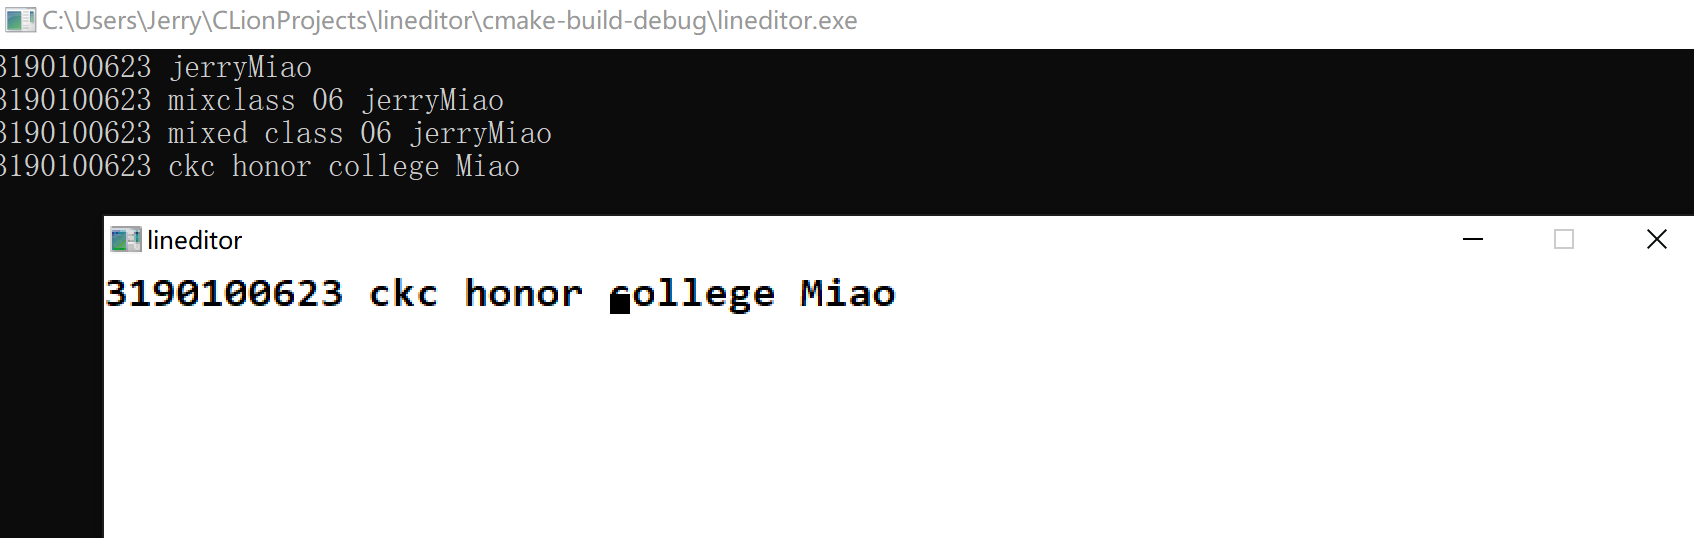 C:\Users\Jerry\CLionProjects\lineditor\cmake-build-debug\lineditor.exe
3190100623 jerryMiao
3190100623 mixclass 06 jerryMiao
3190100623 mixed class 06 jerryMiao
3190100623 ckc honor college Miao
lineditor
3190100623 ckc honor college Miao